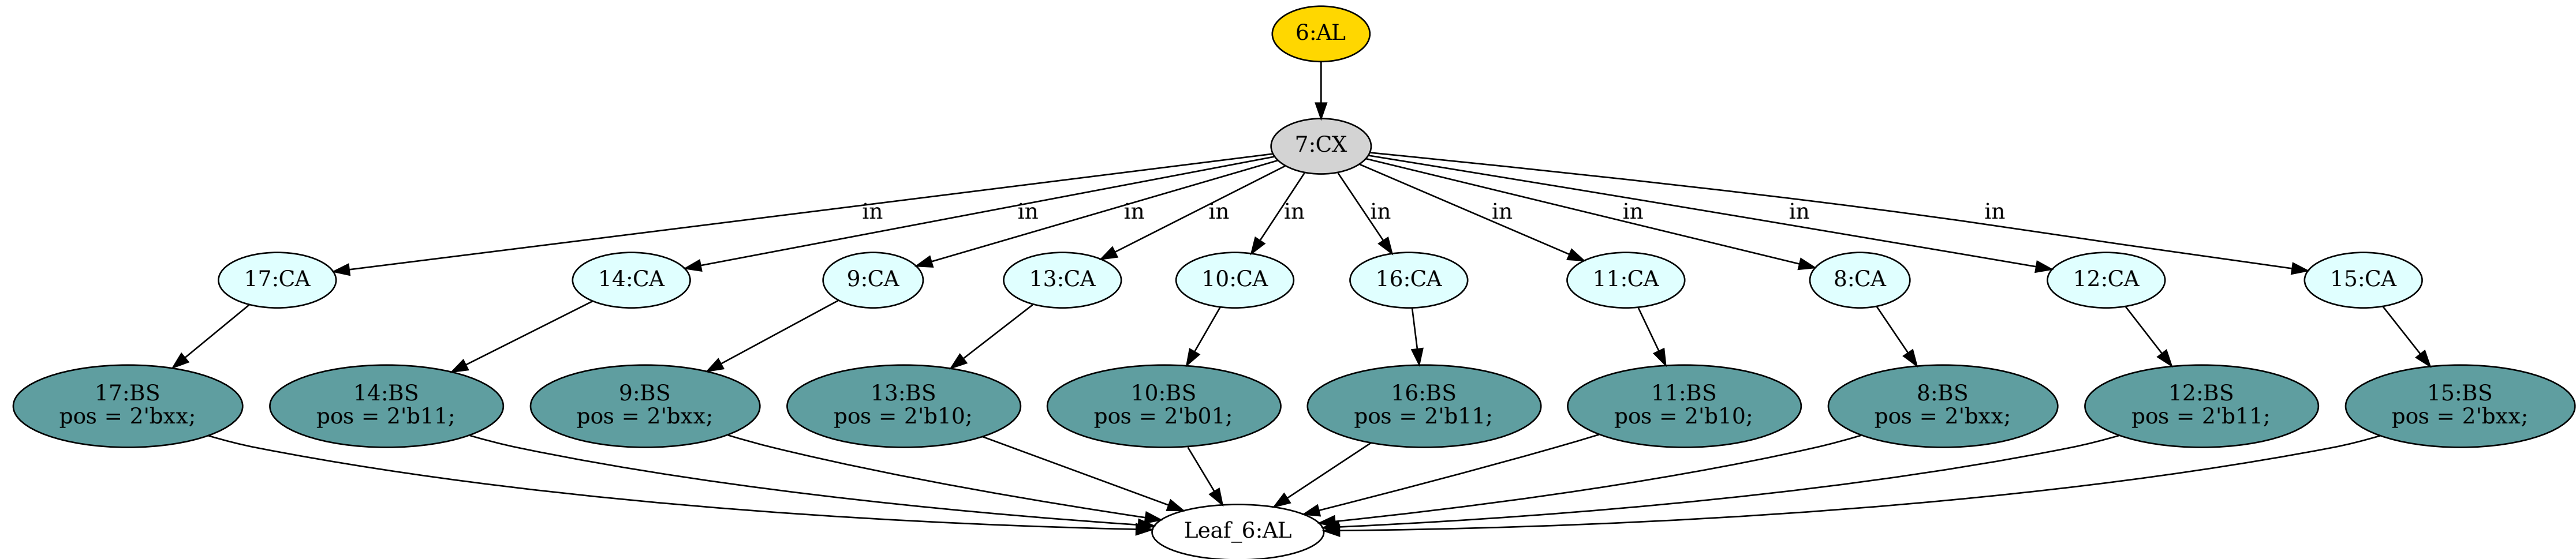 6:AL
7:CX
in
in
in
in
in
in
in
in
in
in
17:CA
14:CA
9:CA
13:CA
10:CA
16:CA
11:CA
8:CA
12:CA
15:CA
17:BS
pos = 2'bxx;
14:BS
pos = 2'b11;
9:BS
pos = 2'bxx;
13:BS
pos = 2'b10;
10:BS
pos = 2'b01;
16:BS
pos = 2'b11;
11:BS
pos = 2'b10;
8:BS
pos = 2'bxx;
12:BS
pos = 2'b11;
15:BS
pos = 2'bxx;
Leaf_6:AL